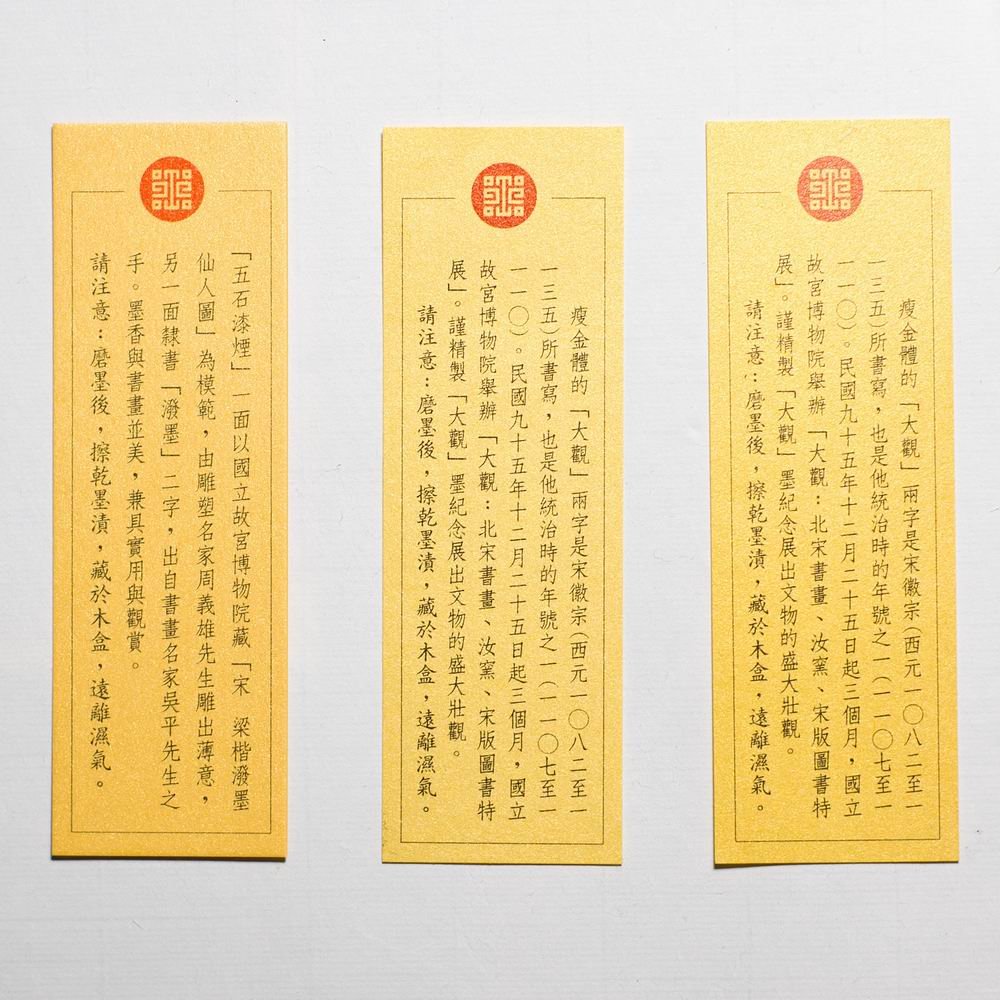 「五石漆煙」一面以國立故宮博物院藏「宋 梁楷潑墨
仙人圖」為模範，由雕塑名家周義雄先生雕出薄意，
另一面隸書「潑墨」二字，出自書畫名家吳平先生之
手。墨香與書畫並美，兼具實用與觀賞。
請注意：磨墨後，擦乾墨漬，藏於木盒，遠離濕氣。
瘦金體的「大觀」兩字是宋徽宗（西元一〇八二至一
一三五）所書寫，也是他統治時的年號之一（一一〇七至一
一一〇）。民國九十五年十二月二十五日起三個月，國立
故宮博物院舉辦「大觀：北宋書畫、汝窯、宋版圖書特
展」。謹精製「大觀」墨紀念展出文物的盛大壯觀。
請注意：磨墨後，擦乾墨漬，藏於木盒，遠離濕氣。
瘦金體的「大觀」兩字是宋徽宗（西元一〇八二至一
一三五）所書寫，也是他統治時的年號之一（一一〇七至一
一一〇）。民國九十五年十二月二十五日起三個月，國立
故宮博物院舉辦「大觀：北宋書畫、汝窯、宋版圖書特
展」。謹精製「大觀」墨紀念展出文物的盛大壯觀。
請注意：磨墨後，擦乾墨漬，藏於木盒，遠離濕氣。